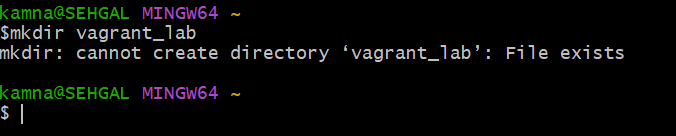 kamna@SEHGAL MINGW64 ~
$mkdir vagrant_lab
mkdir: cannot create directory ‘vagrant_lab’: File exists
kamna@SEHGAL MINGW64 ~
$